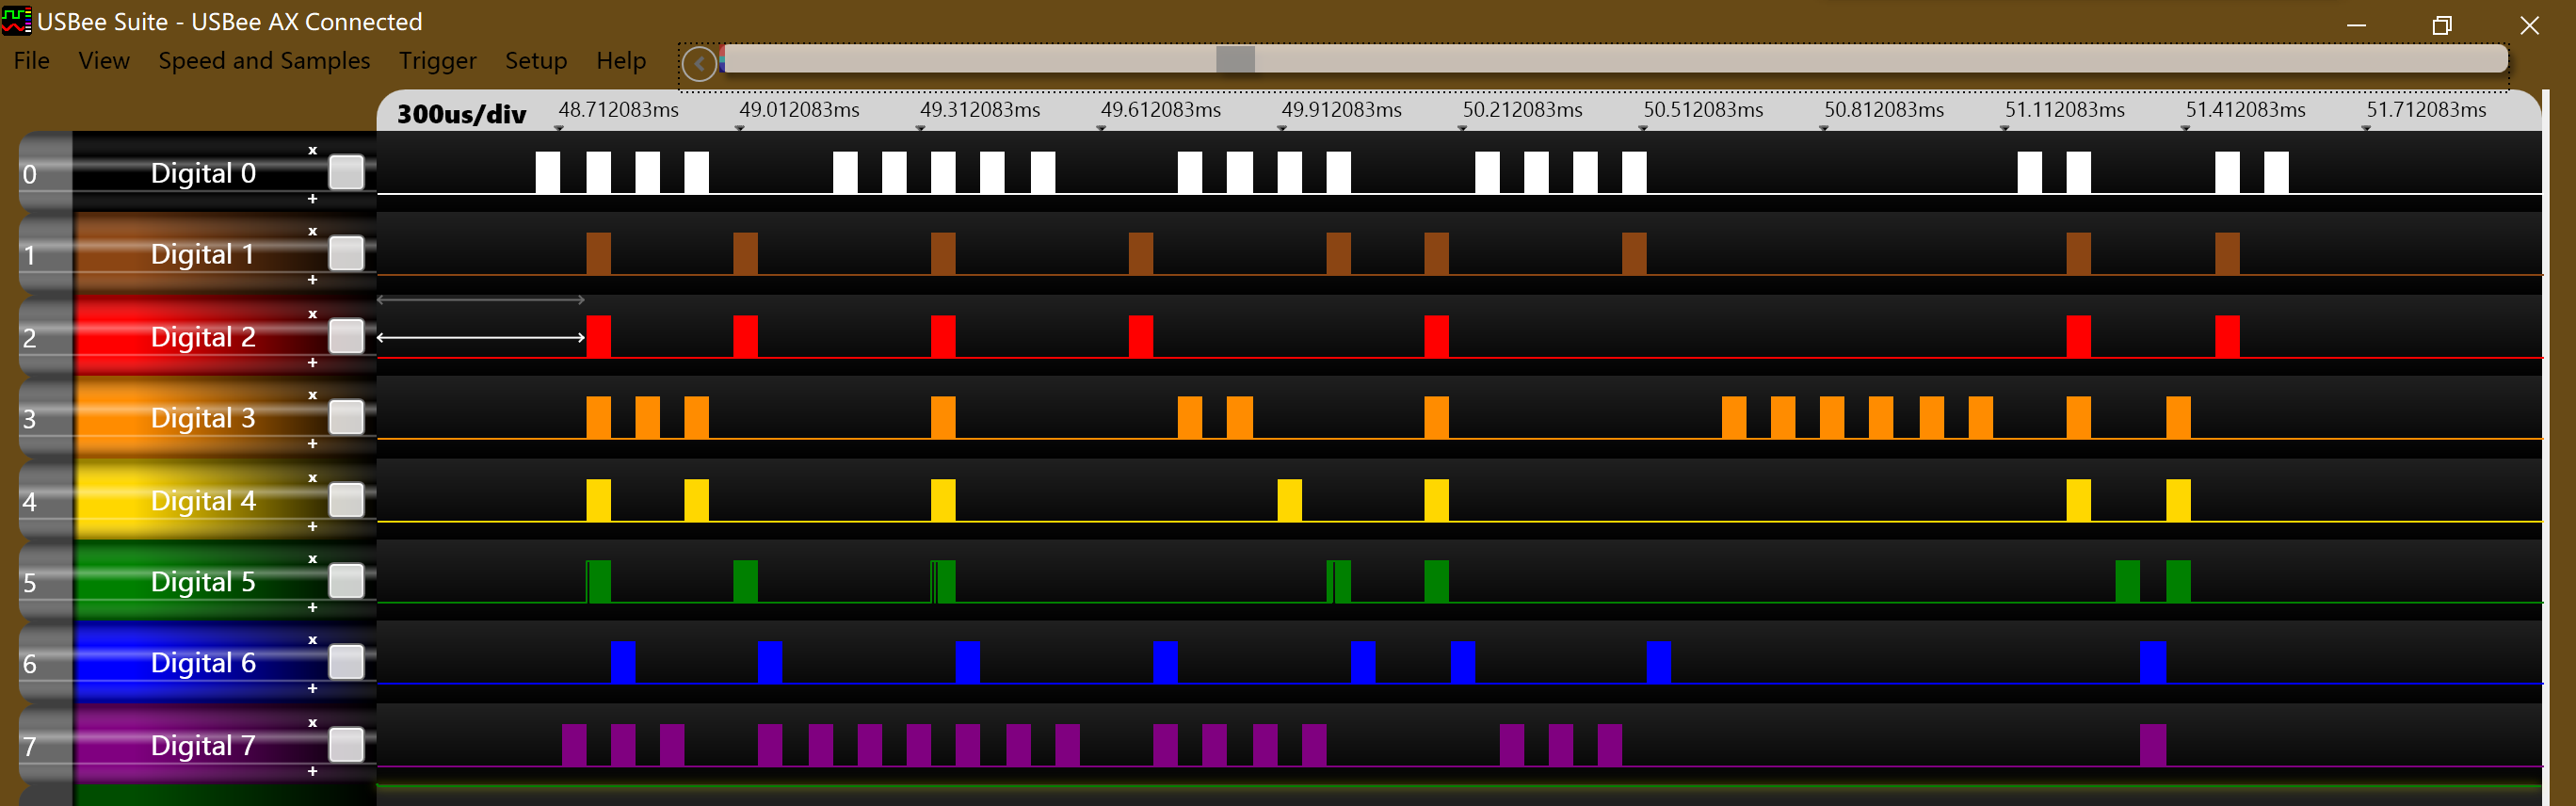 USBee Suite - USBee AX Connected
File View Speed and Samples Trigger Setup Help
300us/div 48.712083ms 49.012083ms 49.312083ms 49.612083ms 49.912083ms 50.212083ms 50.512083ms 50.812083ms 51.112083ms 51.412083ms 51.712083ms
0 Digital 0 x +
1 Digital 1 x +
2 Digital 2 x +
3 Digital 3 x +
4 Digital 4 x +
5 Digital 5 x +
6 Digital 6 x +
7 Digital 7 x +